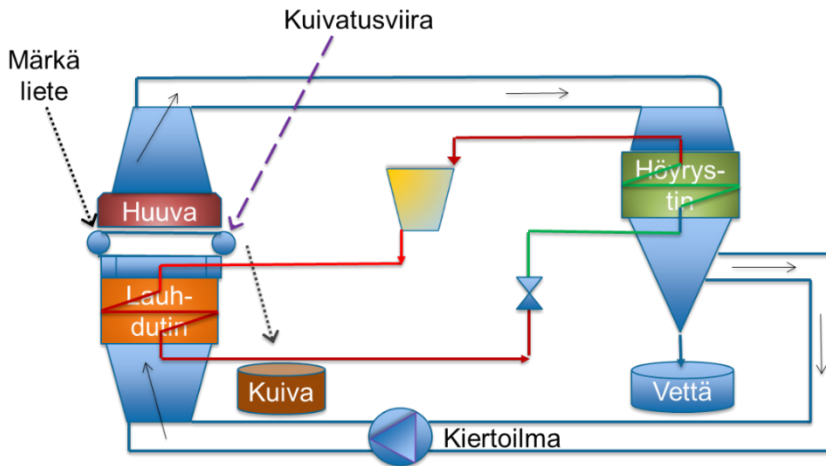 Kuivatusviira
Märkä
liete
Huuva
Höyrys-
tin
Lauh-
dutin
Kuiva
Vettä
Kiertoilma